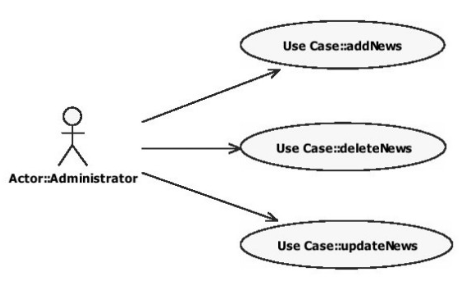 Use Case::addNews
Use Case::deleteNews
Actor::Administrator
Use Case::updateNews